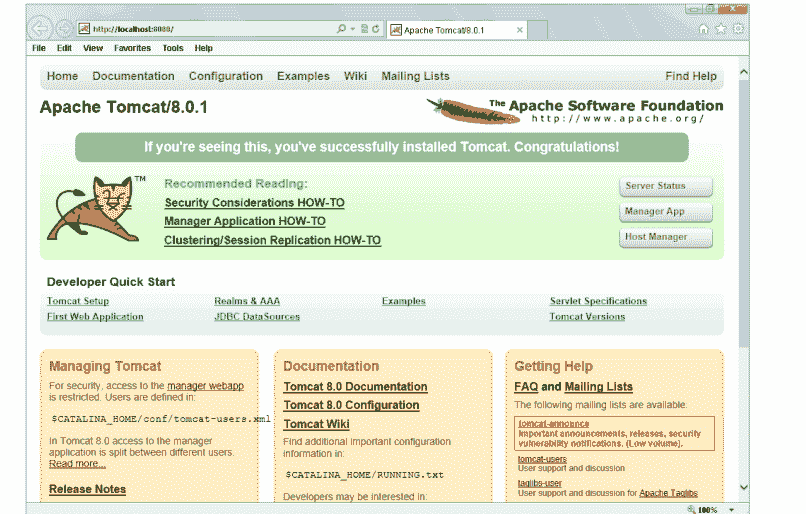 http://localhost:8080/
Apache Tomcat/8.0.1
File Edit View Favorites Tools Help
Home Documentation Configuration Examples Wiki Mailing Lists Find Help
Apache Tomcat/8.0.1
The Apache Software Foundation
http://www.apache.org/
If you're seeing this, you've successfully installed Tomcat. Congratulations!
TM
Recommended Reading:
Security Considerations HOW-TO
Manager Application HOW-TO
Clustering/Session Replication HOW-TO
Server Status
Manager App
Host Manager
Developer Quick Start
Tomcat Setup
First Web Application
Realms & AAA
JDBC DataSources
Examples
Servlet Specifications
Tomcat Versions
Managing Tomcat
For security, access to the manager webapp
is restricted. Users are defined in:
$CATALINA_HOME/conf/tomcat-users.xml
In Tomcat 8.0 access to the manager
application is split between different users.
Read more...
Release Notes
Documentation
Tomcat 8.0 Documentation
Tomcat 8.0 Configuration
Tomcat Wiki
Find additional important configuration
information in:
$CATALINA_HOME/RUNNING.txt
Developers may be interested in:
Getting Help
FAQ and Mailing Lists
The following mailing lists are available:
tomcat-announce
Important announcements, releases, security
vulnerability notifications. (Low volume).
tomcat-users
User support and discussion
taglibs-user
User support and discussion for Apache Taglibs
100%